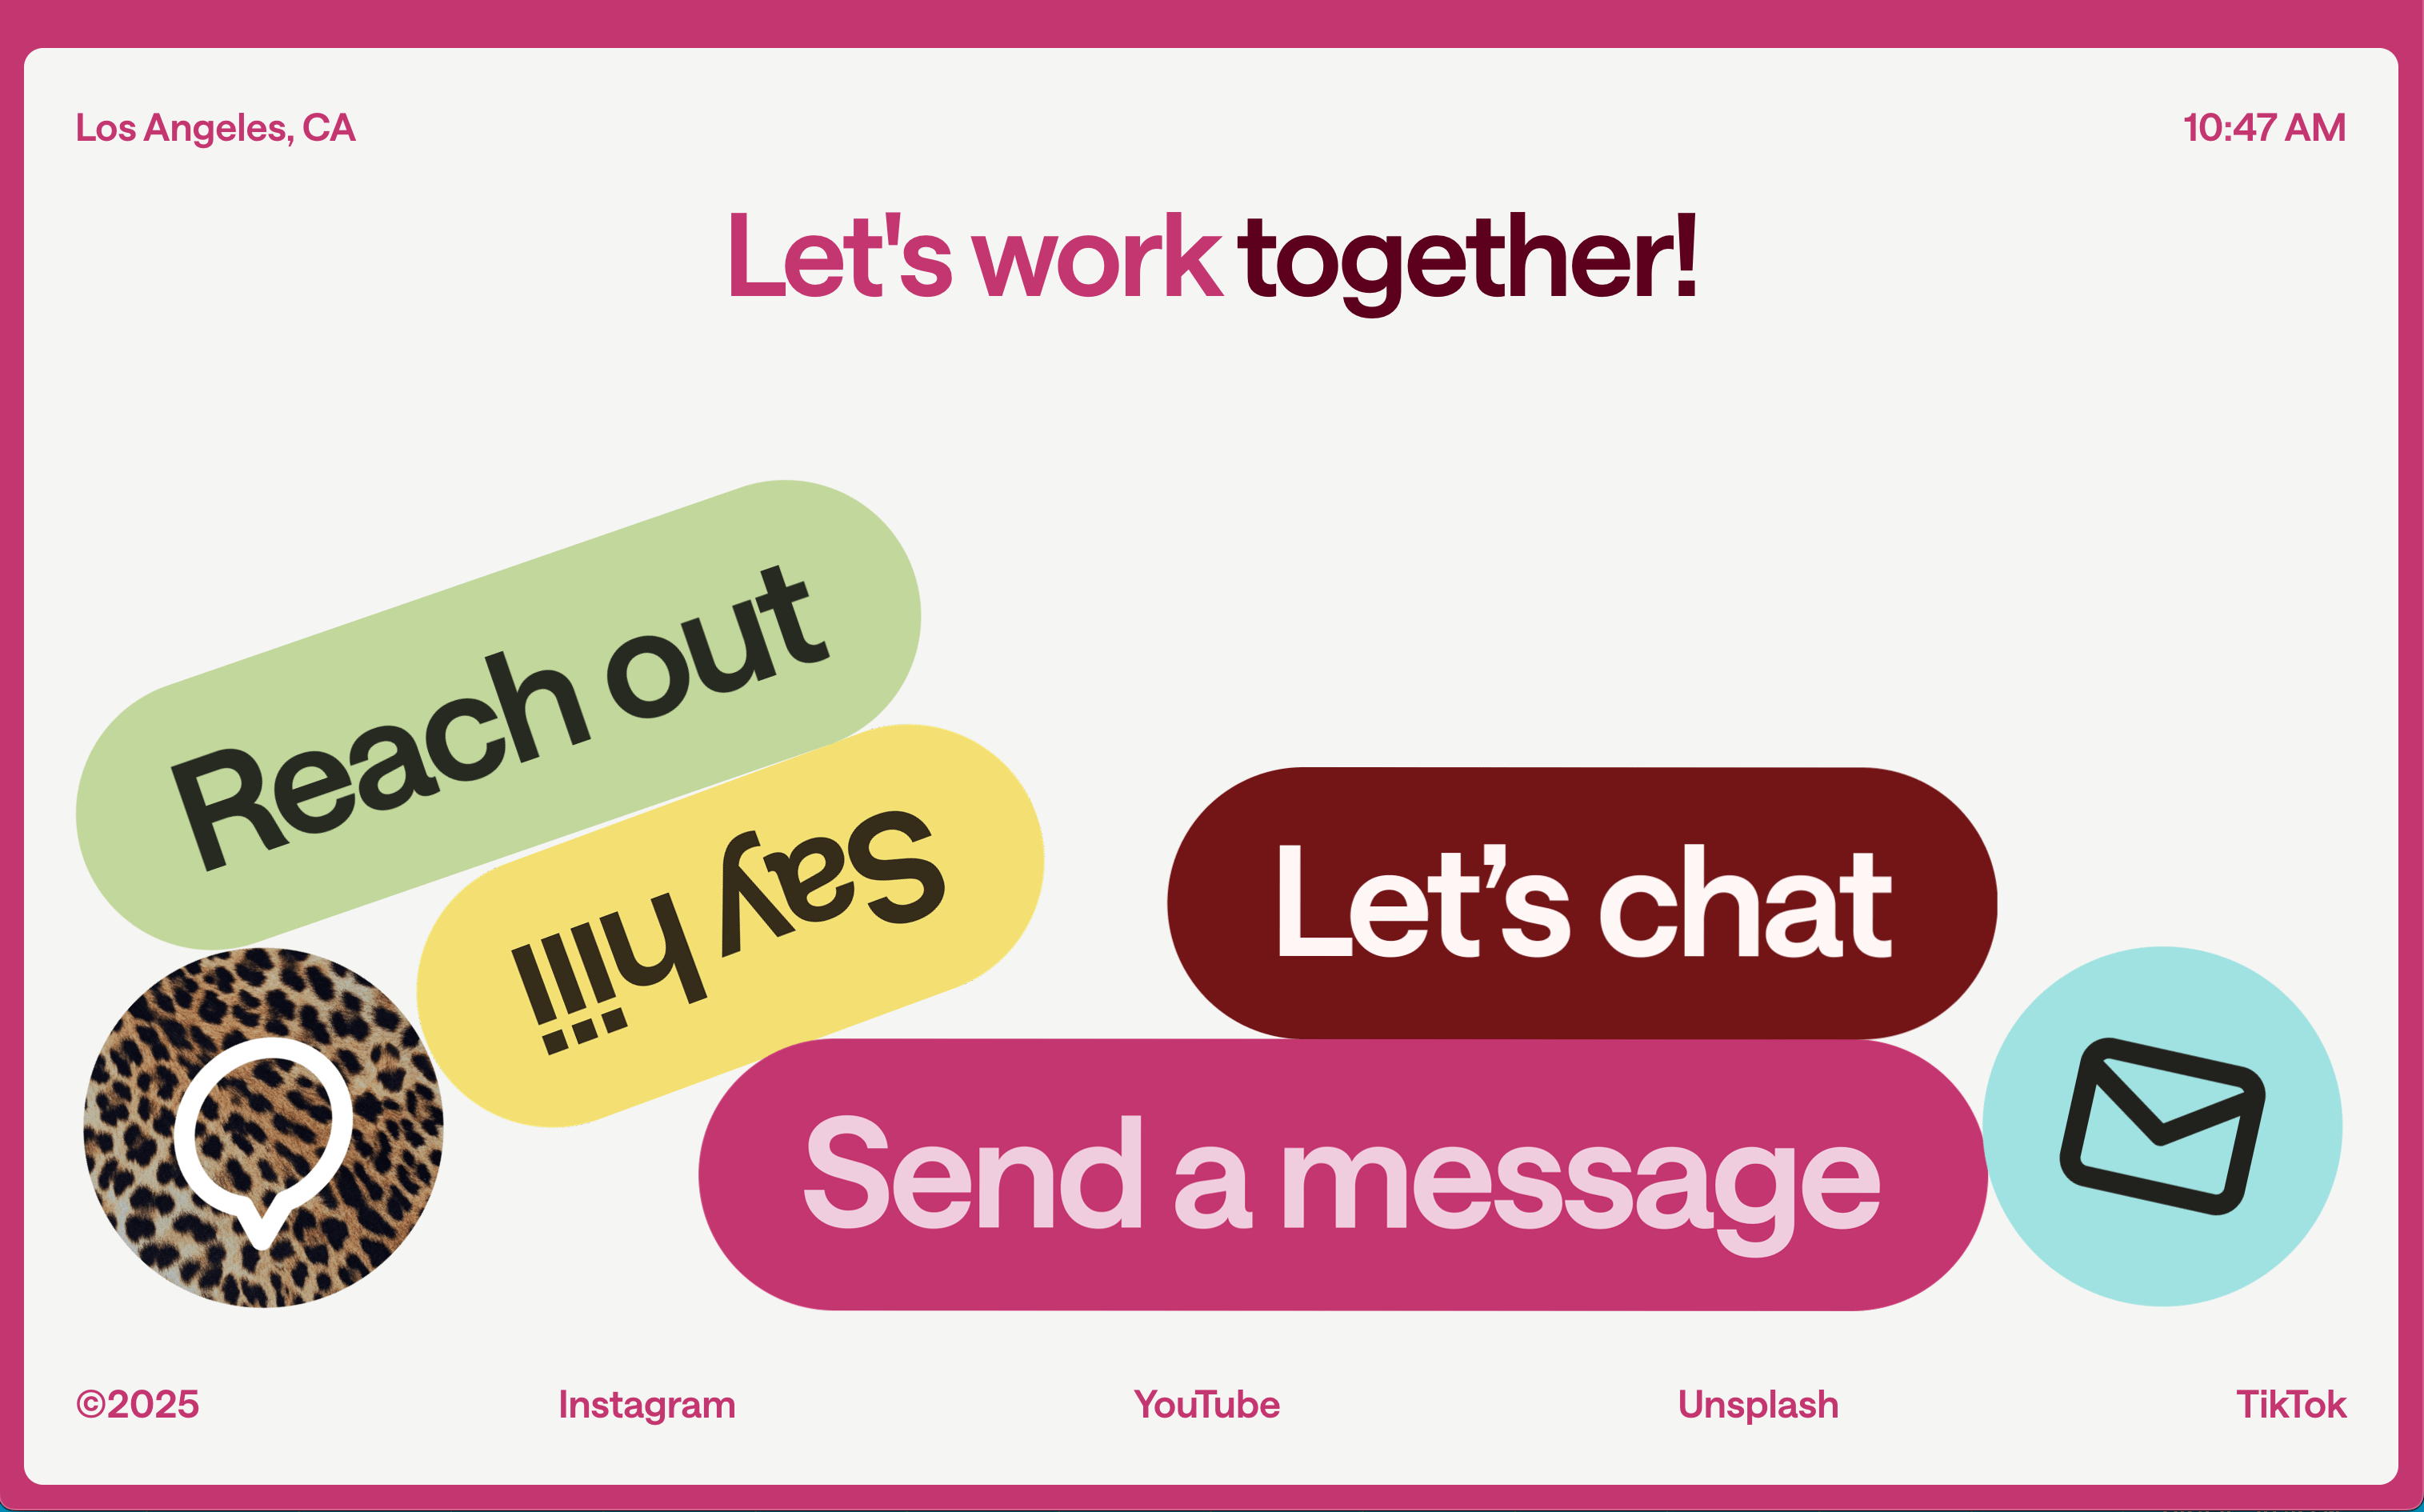 Los Angeles, CA
10:47 AM
Let's work together!
Reach out
Say hiiii
Let’s chat
Send a message
©2025
Instagram
YouTube
Unsplash
TikTok